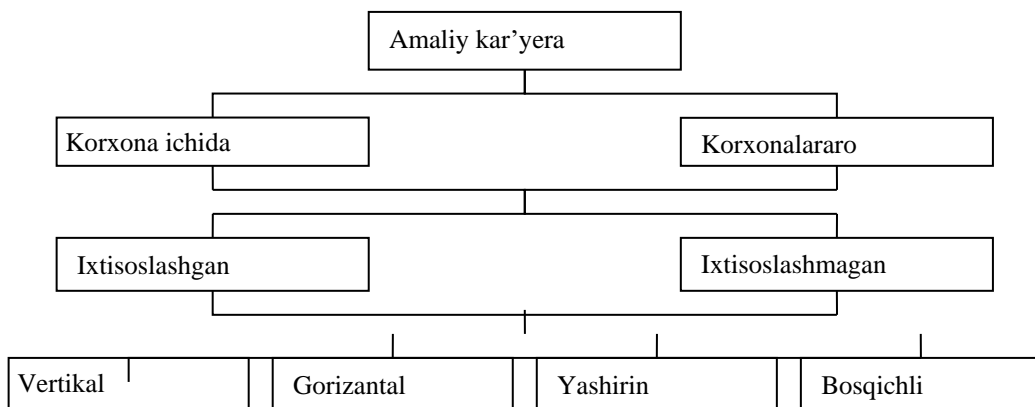 Amaliy kar’yera
Korxona ichida
Korxonalararo
Ixtisoslashgan
Ixtisoslashmagan
Vertikal
Gorizantal
Yashirin
Bosqichli